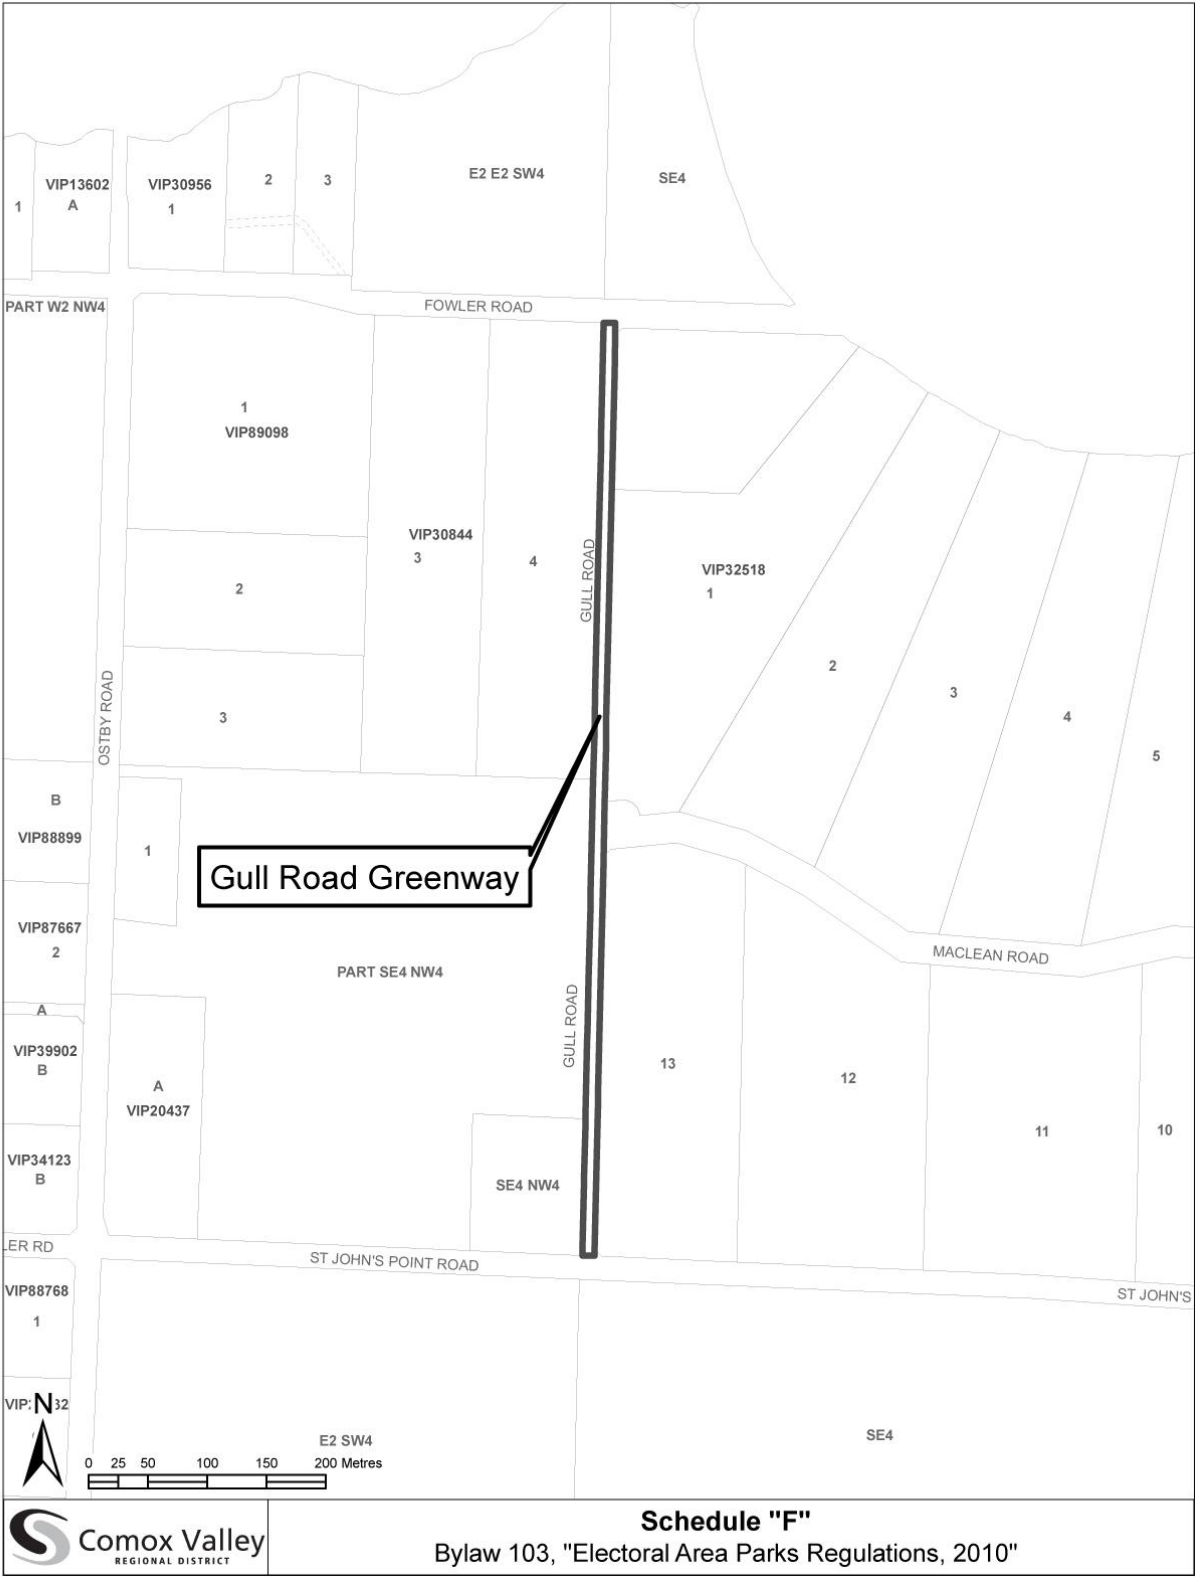 E2 E2 SW4
SE4
VIP13602
A
1
VIP30956
1
2
3
PART W2 NW4
FOWLER ROAD
1
VIP89098
VIP30844
3
4
GULL ROAD
VIP32518
1
2
3
4
5
2
3
OSTBY ROAD
B
VIP88899
1
Gull Road Greenway
VIP87667
2
PART SE4 NW4
MACLEAN ROAD
A
VIP39902
B
GULL ROAD
A
VIP20437
13
12
11
10
VIP34123
B
SE4 NW4
LER RD
ST JOHN'S POINT ROAD
ST JOHN'S
VIP88768
1
N
E2 SW4
SE4
0 25 50 100 150 200 Metres
Comox Valley
REGIONAL DISTRICT
Schedule "F"
Bylaw 103, "Electoral Area Parks Regulations, 2010"